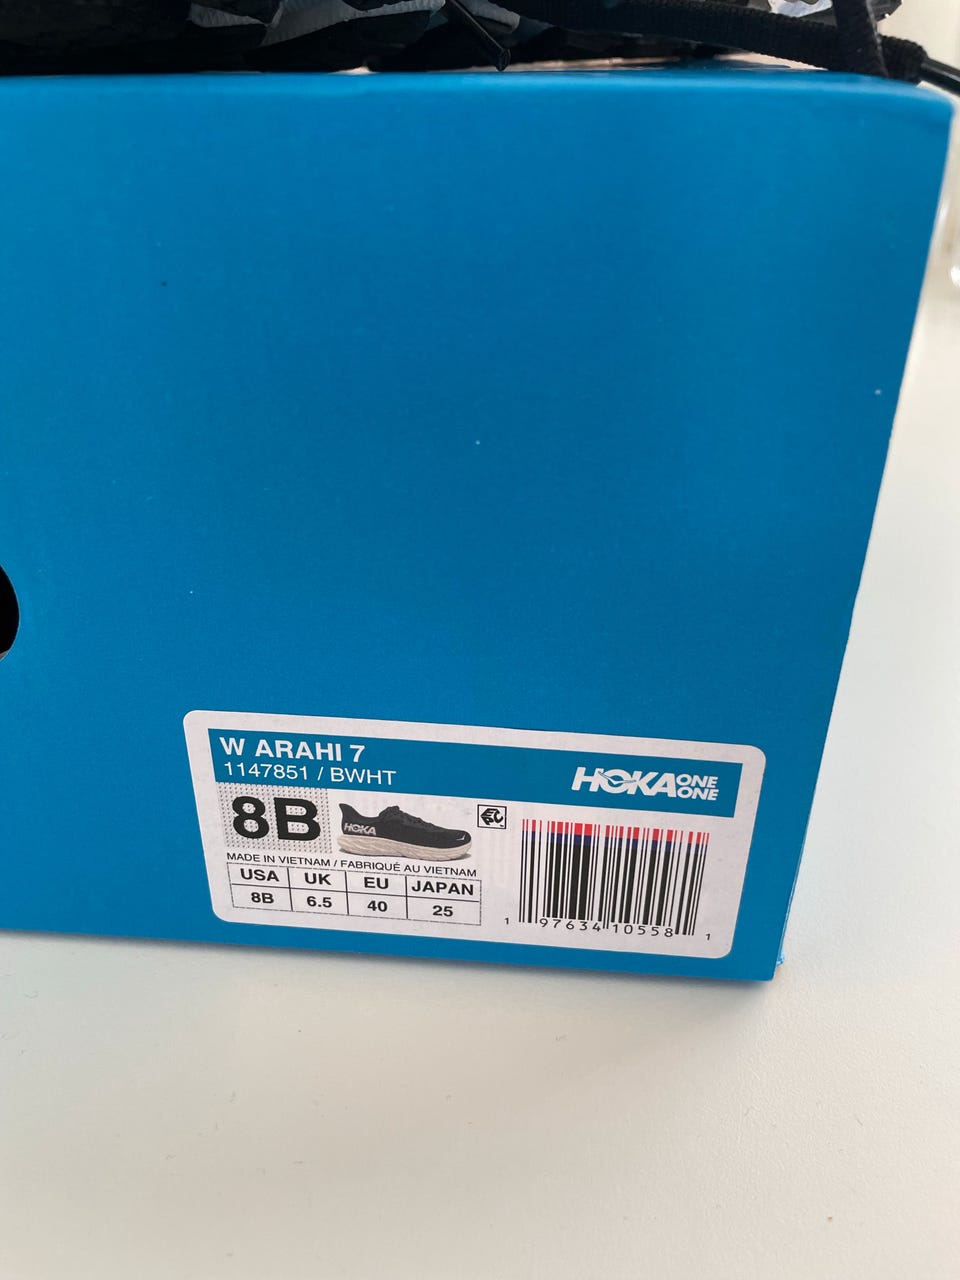 W ARAHI 7
1147851 / BWHT
HOKA ONE ONE
8B
HOKA
MADE IN VIETNAM / FABRIQUÉ AU VIETNAM
USA UK EU JAPAN
8B 6.5 40 25
1 97634 10558 1